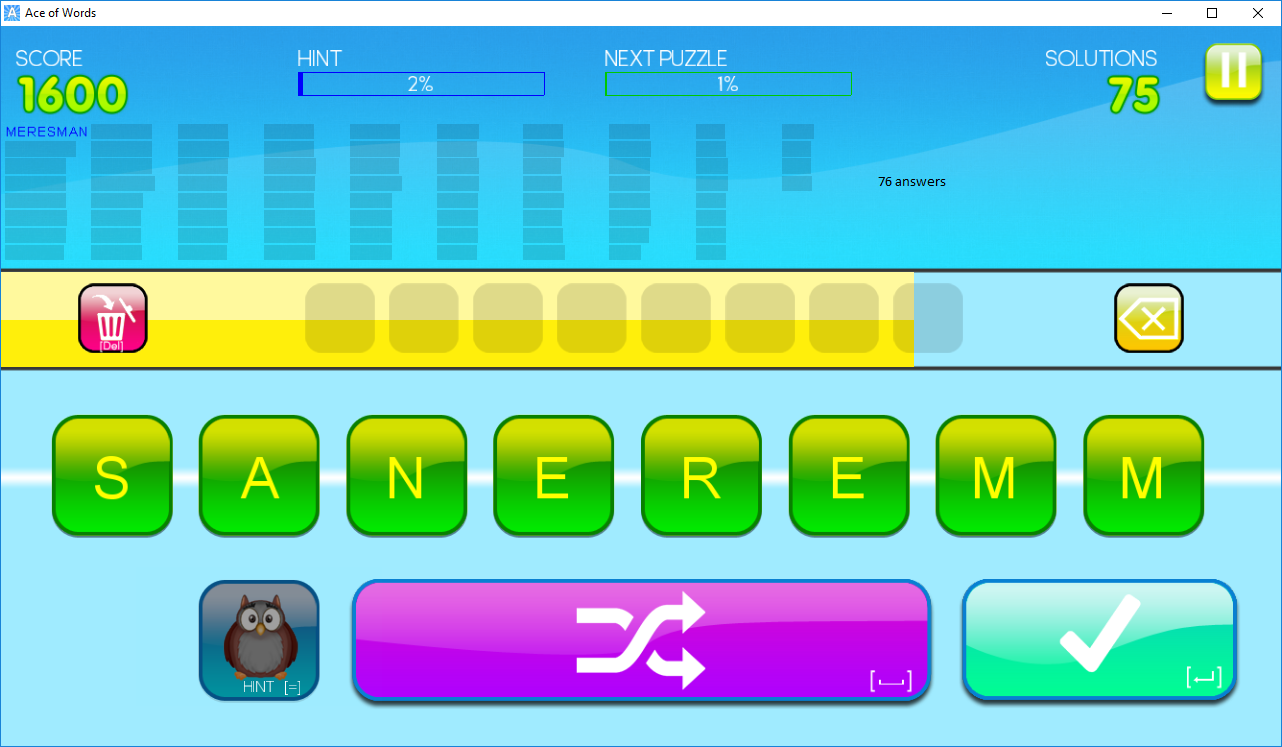 Ace of Words
SCORE HINT NEXT PUZZLE SOLUTIONS
1600 2% 1% 75
MERESMAN
76 answers
[Del]
S A N E R E M M
HINT [=]